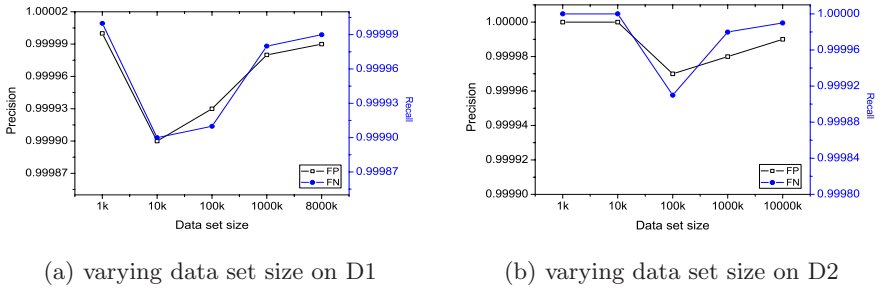 1.00002
0.99999
0.99996
0.99993
0.99990
0.99987
Precision
0.99999
0.99996
0.99993
0.99990
0.99987
Recall
FP
FN
1k 10k 100k 1000k 8000k
Data set size
(a) varying data set size on D1
1.00000
0.99998
0.99996
0.99994
0.99992
0.99990
Precision
1.00000
0.99996
0.99992
0.99988
0.99984
0.99980
Recall
FP
FN
1k 10k 100k 1000k 10000k
Data set size
(b) varying data set size on D2